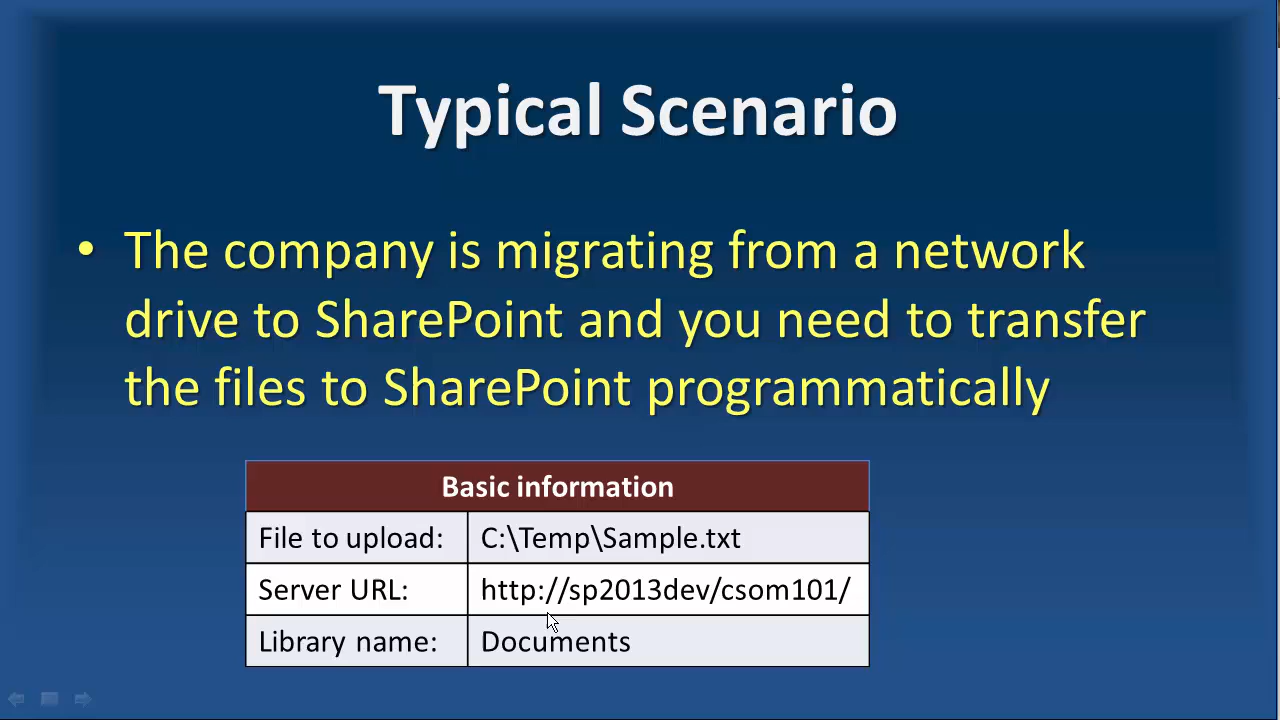 Typical Scenario
• The company is migrating from a network
drive to SharePoint and you need to transfer
the files to SharePoint programmatically
Basic information
File to upload: C:\Temp\Sample.txt
Server URL: http://sp2013dev/csom101/
Library name: Documents